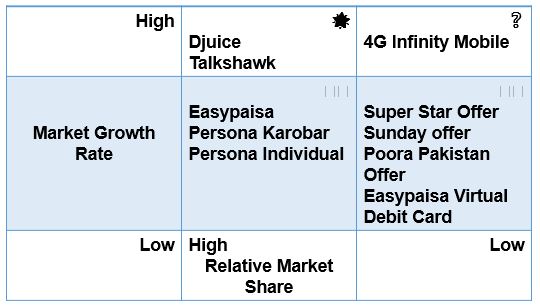 High
Djuice
Talkshawk
?
4G Infinity Mobile
Market Growth
Rate
Easypaisa
Persona Karobar
Persona Individual
Super Star Offer
Sunday offer
Poora Pakistan
Offer
Easypaisa Virtual
Debit Card
Low
High
Relative Market
Share
Low